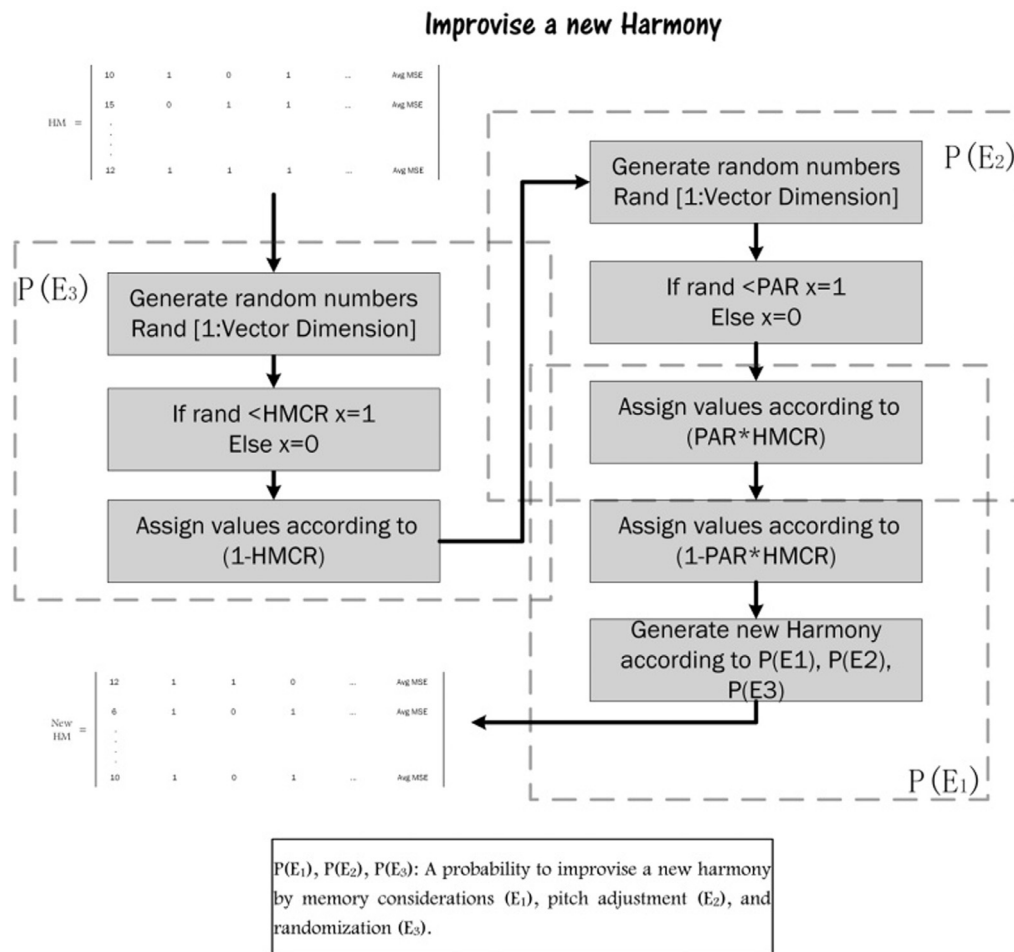 Improvise a new Harmony
10 1 0 1 ... Avg MSE
15 0 1 1 ... Avg MSE
HM =
.
.
.
.
12 1 1 1 ... Avg MSE
P(E3)
Generate random numbers
Rand [1:Vector Dimension]
If rand <HMCR x=1
Else x=0
Assign values according to
(1-HMCR)
P(E2)
Generate random numbers
Rand [1:Vector Dimension]
If rand <PAR x=1
Else x=0
Assign values according to
(PAR*HMCR)
Assign values according to
(1-PAR*HMCR)
Generate new Harmony
according to P(E1), P(E2),
P(E3)
P(E1)
12 1 1 0 ... Avg MSE
6 1 0 1 ... Avg MSE
New
HM =
.
.
.
.
10 1 0 1 ... Avg MSE
P(E1), P(E2), P(E3): A probability to improvise a new harmony
by memory considerations (E1), pitch adjustment (E2), and
randomization (E3).